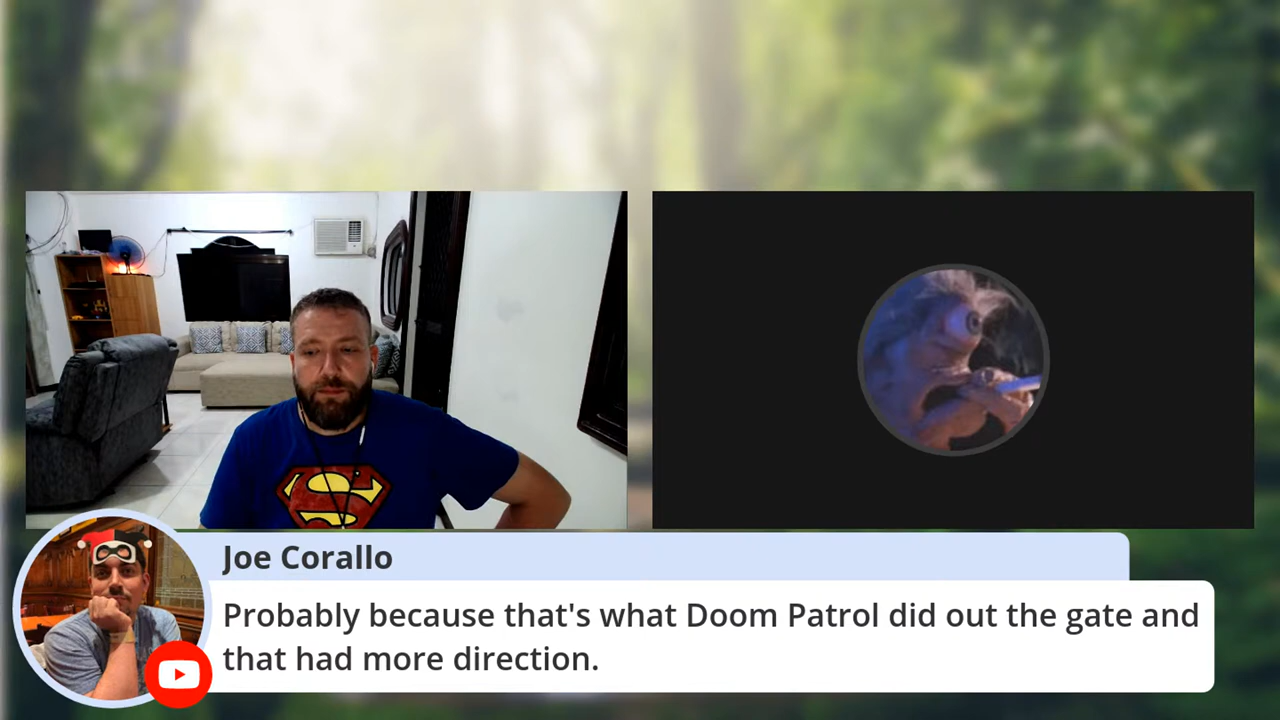 Joe Corallo
Probably because that's what Doom Patrol did out the gate and
that had more direction.